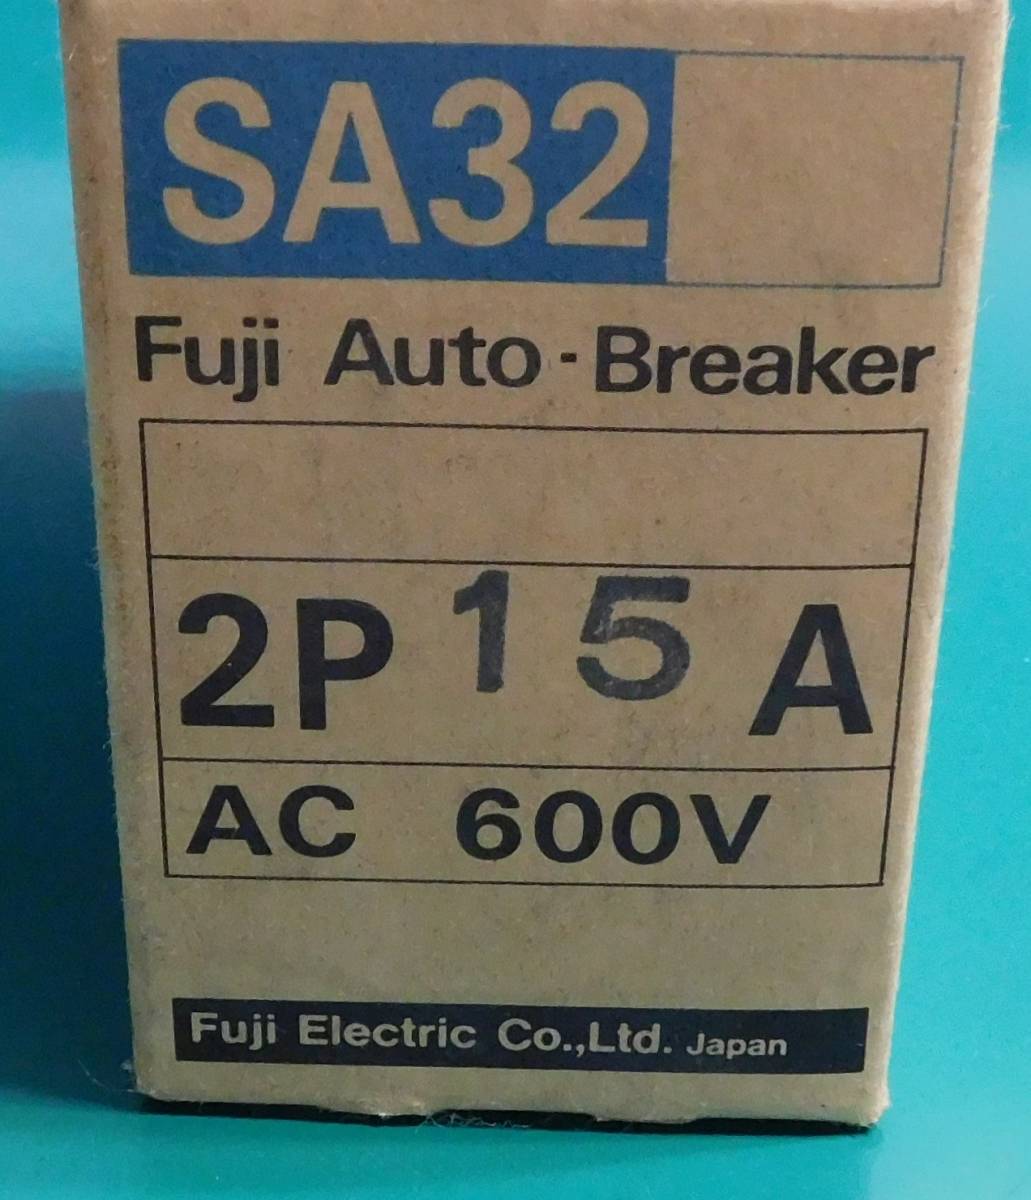 SA32
Fuji Auto-Breaker
2P 15 A
AC 600V
Fuji Electric Co.,Ltd. Japan